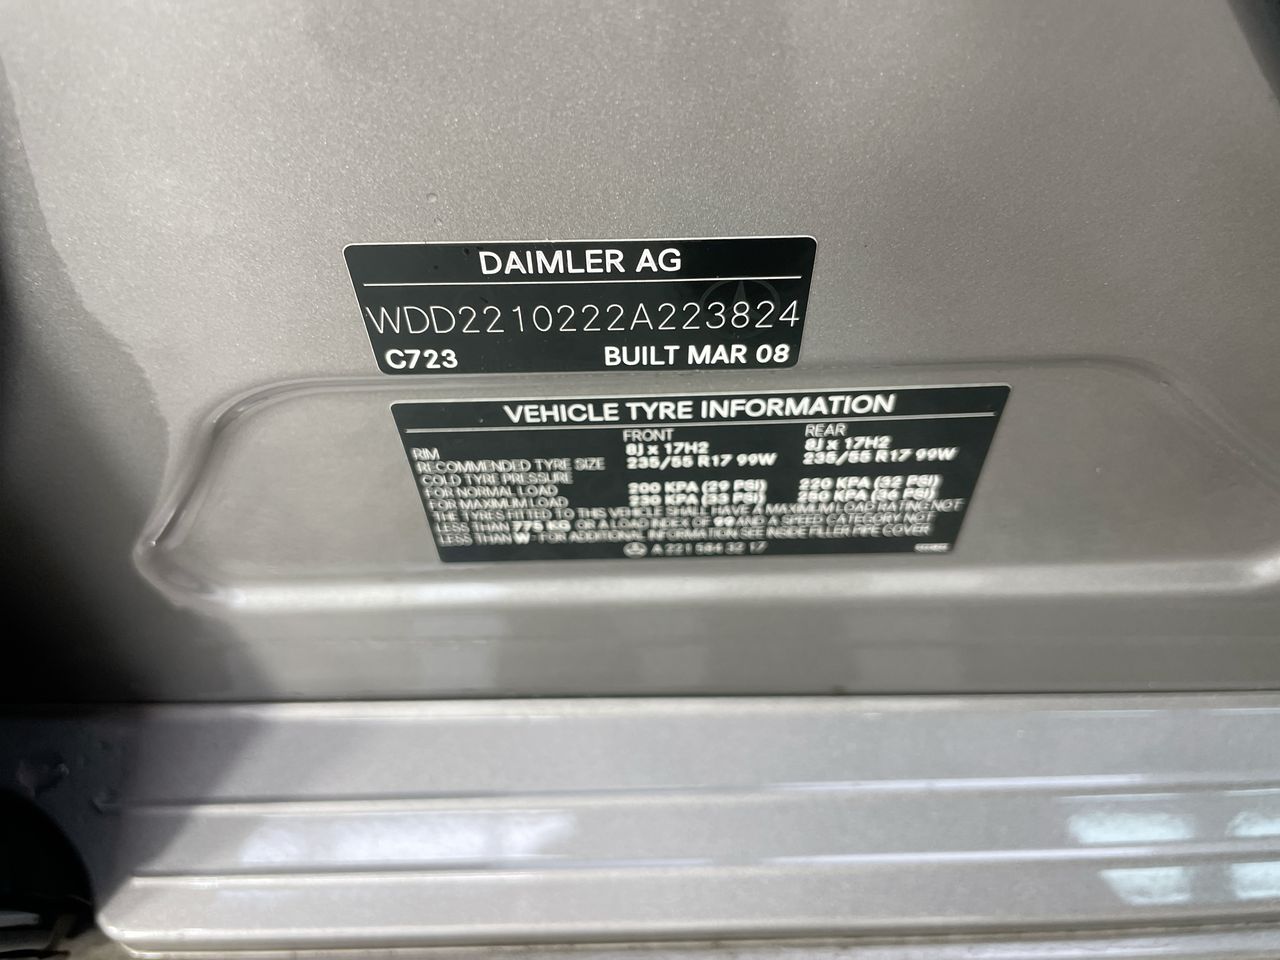 DAIMLER AG
WDD2210222A223824
C723 BUILT MAR 08
VEHICLE TYRE INFORMATION
FRONT REAR
RIM 8J x 17H2 8J x 17H2
RECOMMENDED TYRE SIZE 235/55 R17 99W 235/55 R17 99W
COLD TYRE PRESSURE
FOR NORMAL LOAD 200 KPA (29 PSI) 220 KPA (32 PSI)
FOR MAXIMUM LOAD 230 KPA (33 PSI) 250 KPA (36 PSI)
THE TYRES FITTED TO THIS VEHICLE SHALL HAVE A MAXIMUM LOAD RATING NOT
LESS THAN 775 KG OR A LOAD INDEX OF 99 AND A SPEED CATEGORY NOT
LESS THAN W · FOR ADDITIONAL INFORMATION SEE INSIDE FILLER PIPE COVER
A 221 584 32 17